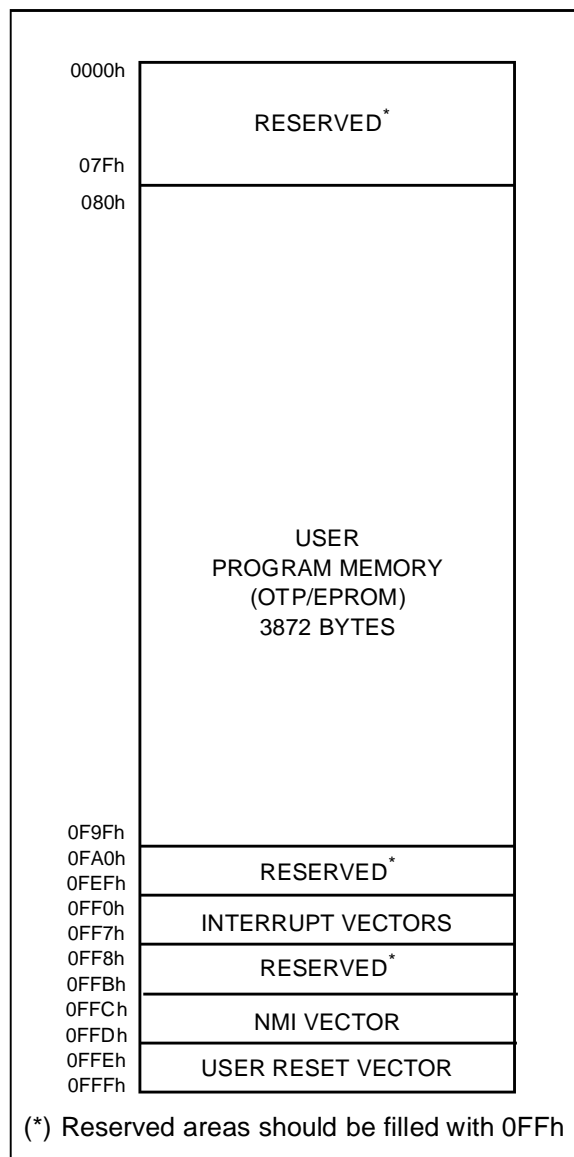 0000h
RESERVED*
07Fh
080h
USER
PROGRAM MEMORY
(OTP/EPROM)
3872 BYTES
0F9Fh
0FA0h
RESERVED*
0FEFh
0FF0h
INTERRUPT VECTORS
0FF7h
0FF8h
RESERVED*
0FFBh
0FFCh
NMI VECTOR
0FFDh
0FFEh
USER RESET VECTOR
0FFFh
(*) Reserved areas should be filled with 0FFh